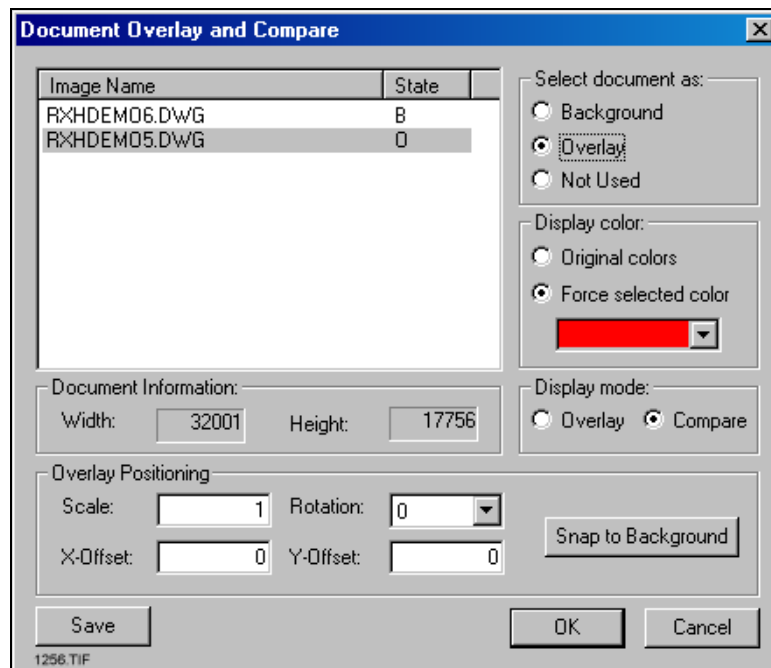 Document Overlay and Compare
Image Name State
RXHDEMO6.DWG B
RXHDEMO5.DWG O
Select document as:
Background
Overlay
Not Used
Display color:
Original colors
Force selected color
Document Information:
Width: 32001 Height: 17756
Display mode:
Overlay Compare
Overlay Positioning
Scale: 1 Rotation: 0
X-Offset: 0 Y-Offset: 0
Snap to Background
Save OK Cancel
1256.TIF